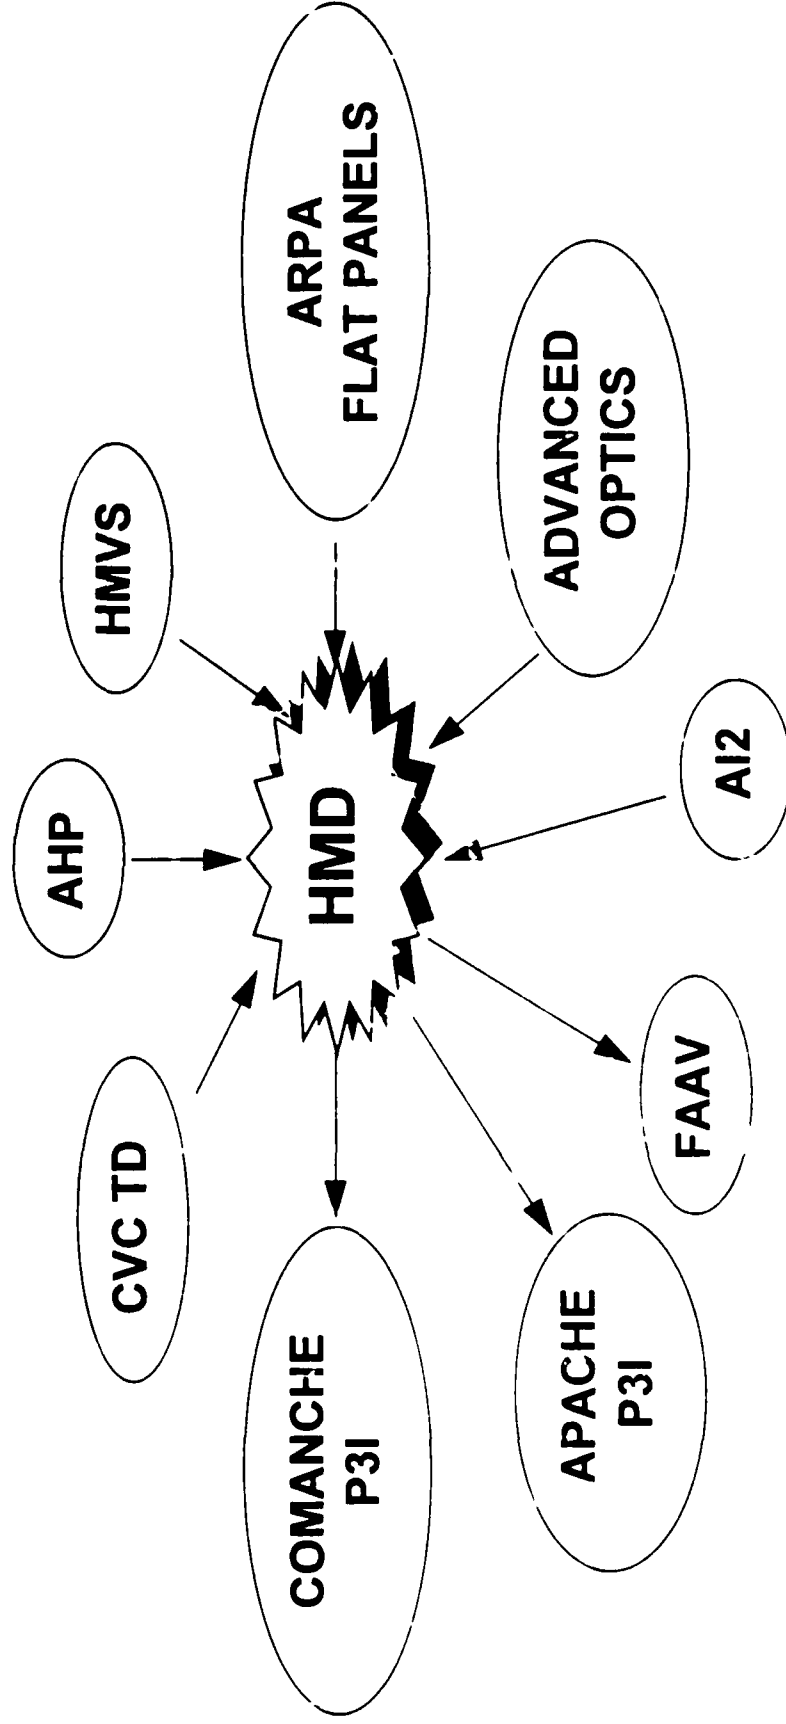 CVC TD
AHP
HMVS
COMANCHE
P3I
HMD
ARPA
FLAT PANELS
APACHE
P3I
FAAV
AI2
ADVANCED
OPTICS